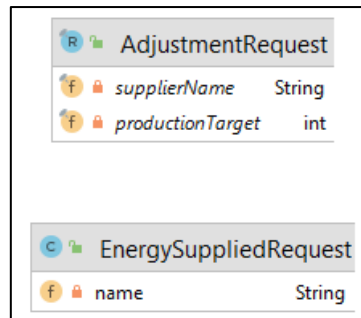 R AdjustmentRequest
f supplierName String
f productionTarget int
C EnergySuppliedRequest
f name String